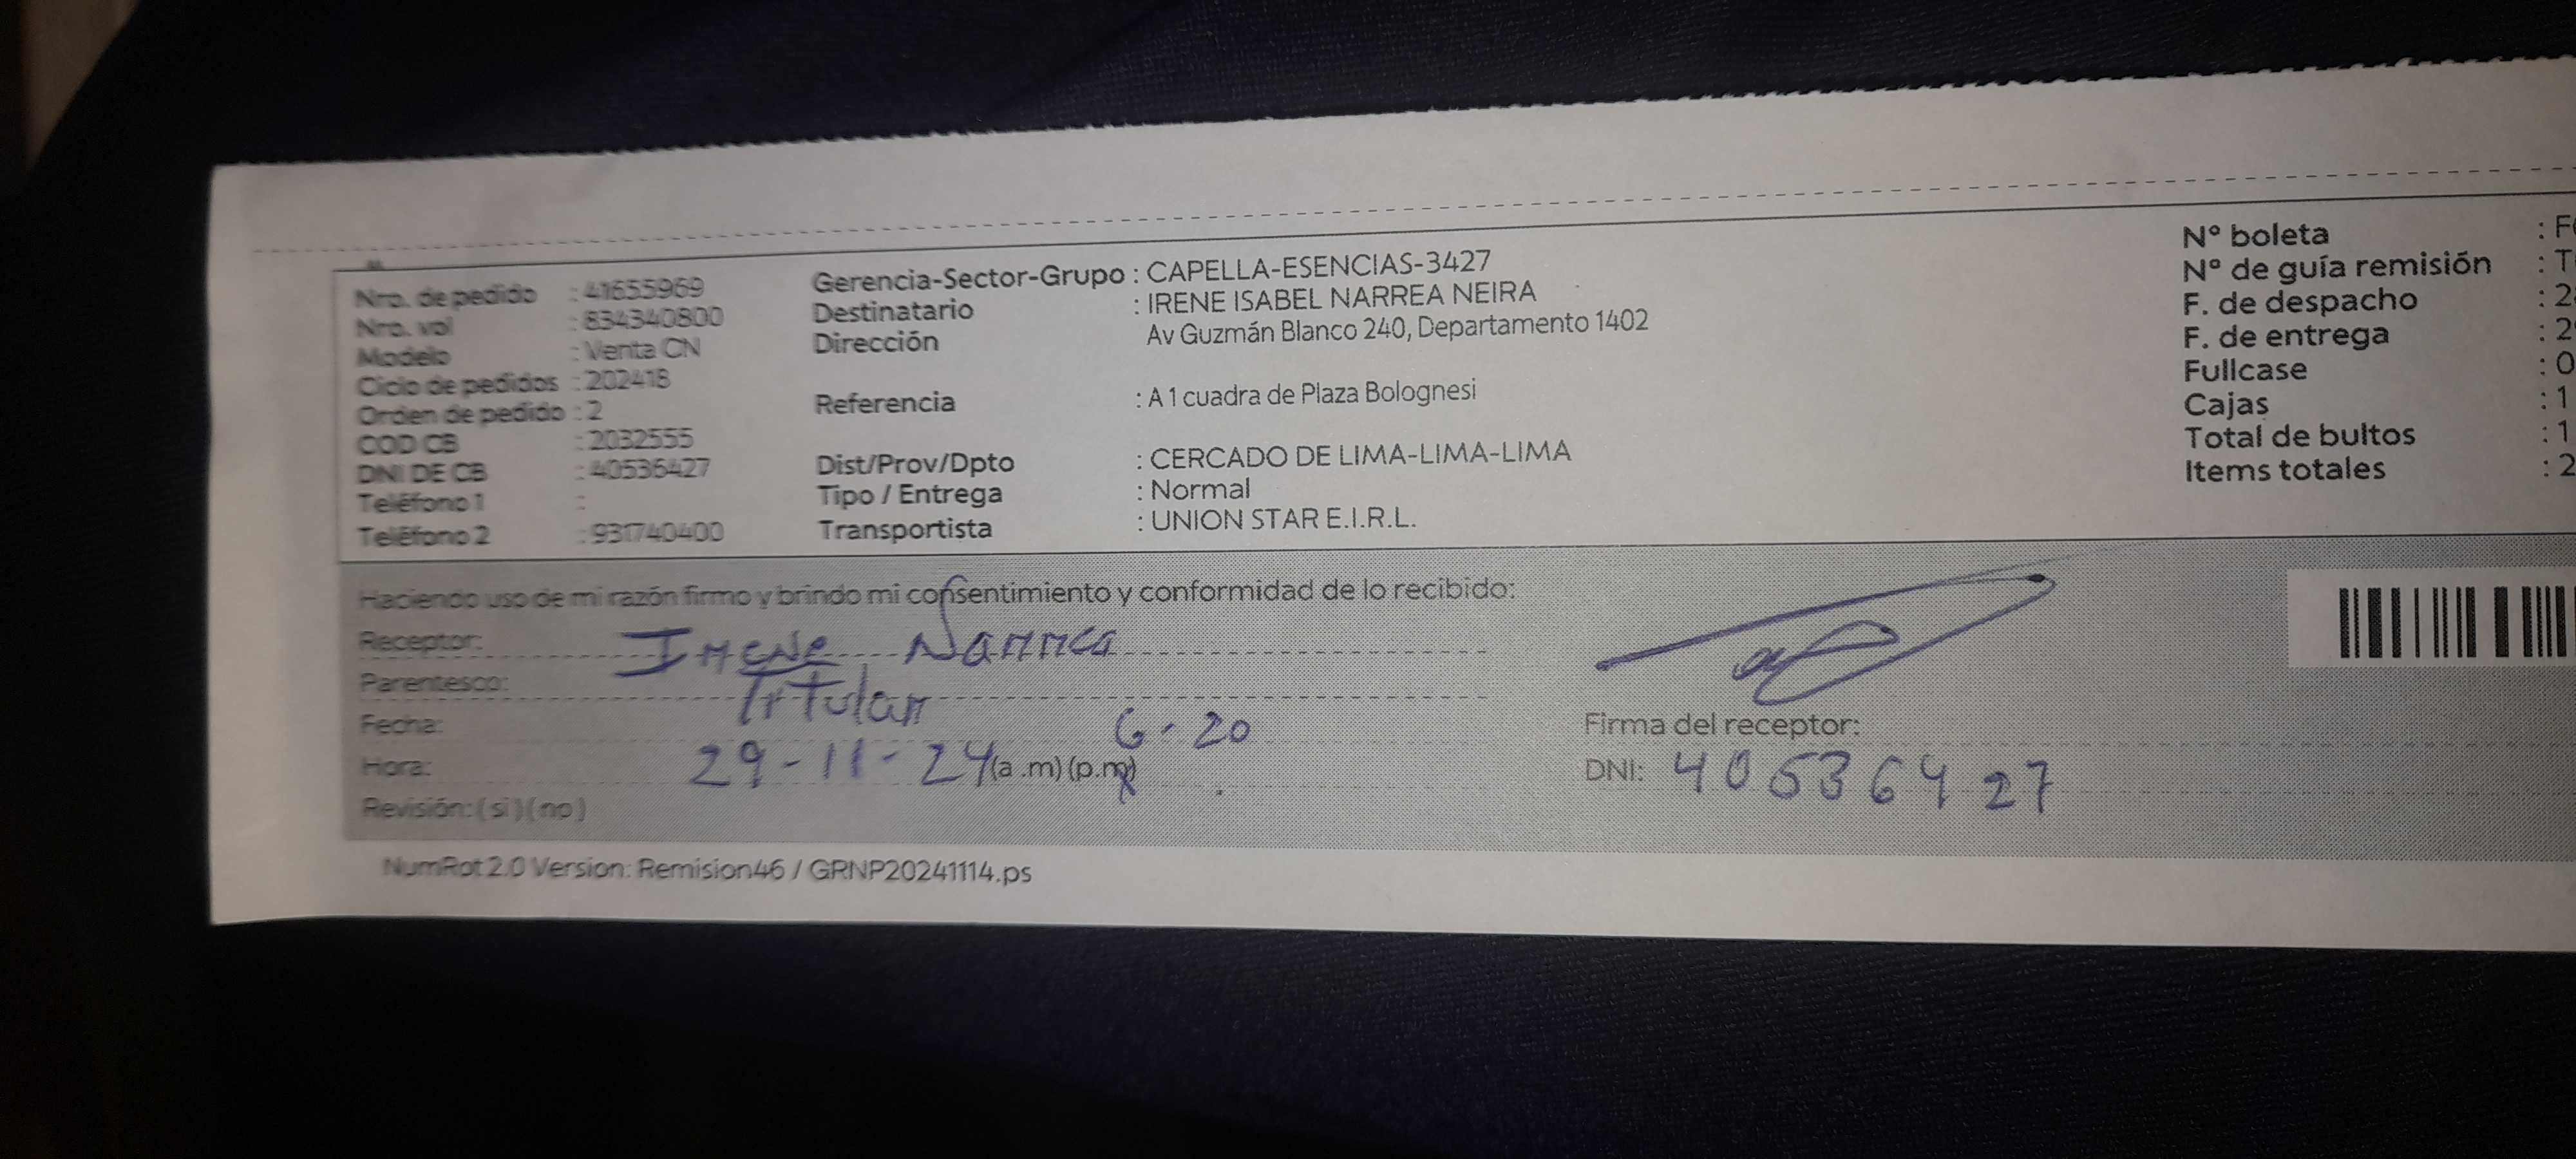 Nro. de pedido : 41655969
Nro. vol : 834340800
Modelo : Venta CN
Ciclo de pedidos : 202418
Orden de pedido : 2
COD CB : 2032555
DNI DE CB : 40536427
Teléfono 1 :
Teléfono 2 : 931740400
Gerencia-Sector-Grupo : CAPELLA-ESENCIAS-3427
Destinatario : IRENE ISABEL NARREA NEIRA
Dirección Av Guzmán Blanco 240, Departamento 1402
Referencia : A 1 cuadra de Plaza Bolognesi
Dist/Prov/Dpto : CERCADO DE LIMA-LIMA-LIMA
Tipo / Entrega : Normal
Transportista : UNION STAR E.I.R.L.
N° boleta : F
N° de guía remisión : T
F. de despacho : 2
F. de entrega : 2
Fullcase : 0
Cajas : 1
Total de bultos : 1
Items totales : 2
Haciendo uso de mi razón firmo y brindo mi consentimiento y conformidad de lo recibido:
Receptor: Irene Narrea
Parentesco: Titular
Fecha: 6-20
Hora: 29-11-24 (a .m) (p.m)
Revisión: ( si ) ( no )
Firma del receptor:
DNI: 40536427
NumRot 2.0 Version: Remision46 / GRNP20241114.ps